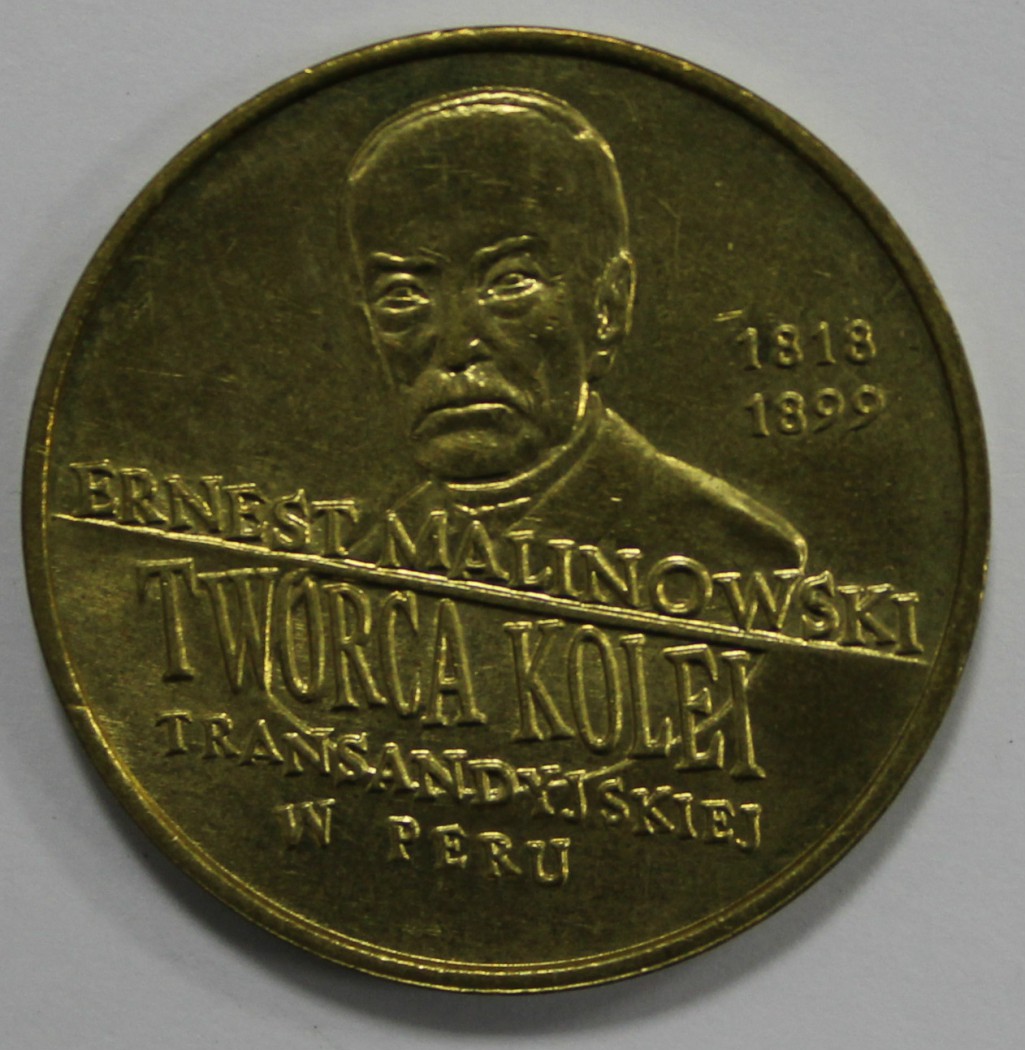 1818
1899
ERNEST MALINOWSKI
TWÓRCA KOLEI
TRANSANDYJSKIEJ
W PERU